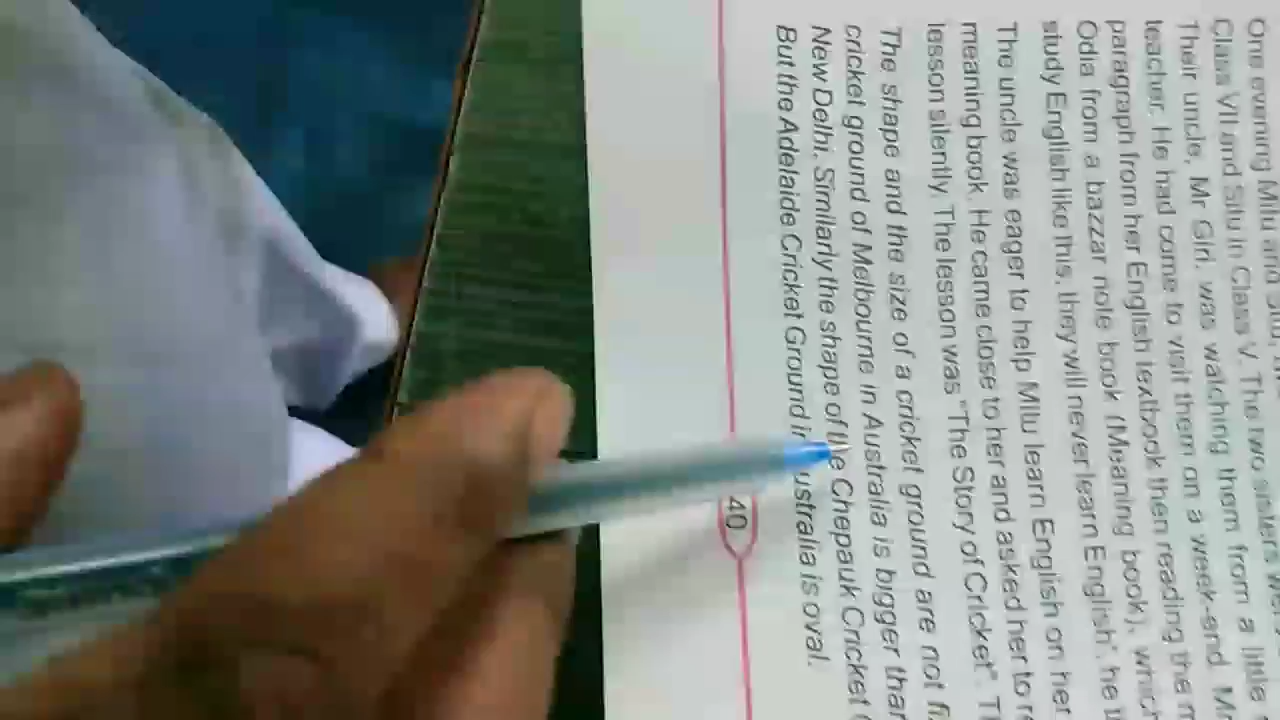 One evening Milu and Situ,
Class VII and Situ in Class V. The two sisters
Their uncle, Mr Giri, was watching them from a little
teacher. He had come to visit them on a week-end.
paragraph from her English textbook then reading the
Odia from a bazzar note book (Meaning book), which
study English like this, they will never learn English", he
The uncle was eager to help Milu learn English on her
meaning book. He came close to her and asked her to
lesson silently. The lesson was "The Story of Cricket".
The shape and the size of a cricket ground are not
cricket ground of Melbourne in Australia is bigger than
New Delhi. Similarly the shape of the Chepauk Cricket
But the Adelaide Cricket Ground in ustralia is oval.
40